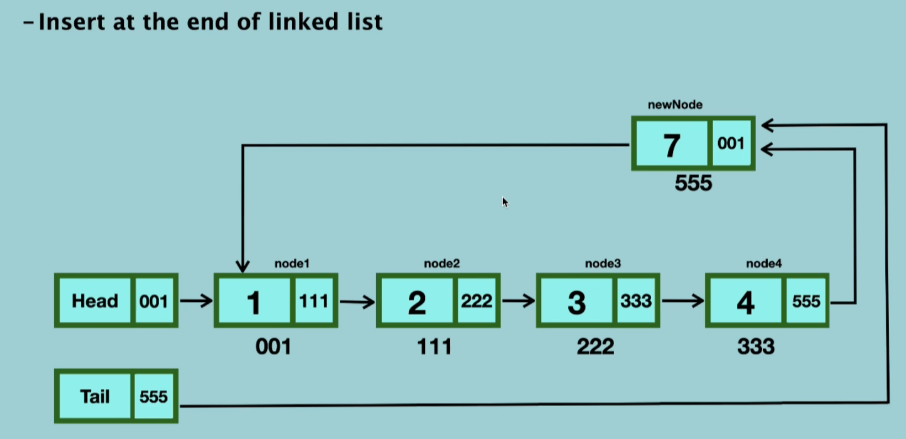 -Insert at the end of linked list
newNode
7 001
555
node1 node2 node3 node4
Head 001 1 111 2 222 3 333 4 555
001 111 222 333
Tail 555